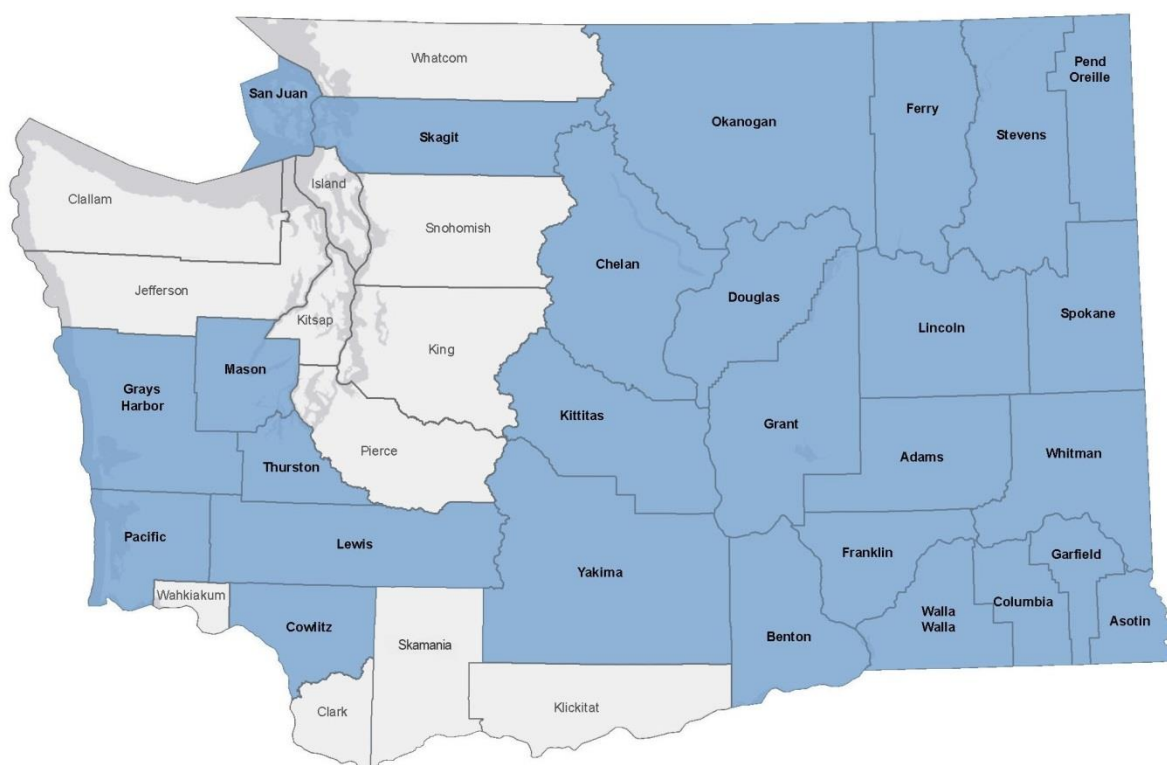 Whatcom
San Juan
Skagit
Okanogan
Ferry
Stevens
Pend
Oreille
Clallam
Island
Snohomish
Jefferson
Chelan
Douglas
Kitsap
King
Lincoln
Spokane
Grays
Harbor
Mason
Kittitas
Grant
Thurston
Pierce
Adams
Whitman
Pacific
Lewis
Yakima
Franklin
Garfield
Wahkiakum
Cowlitz
Skamania
Benton
Walla
Walla
Columbia
Asotin
Clark
Klickitat